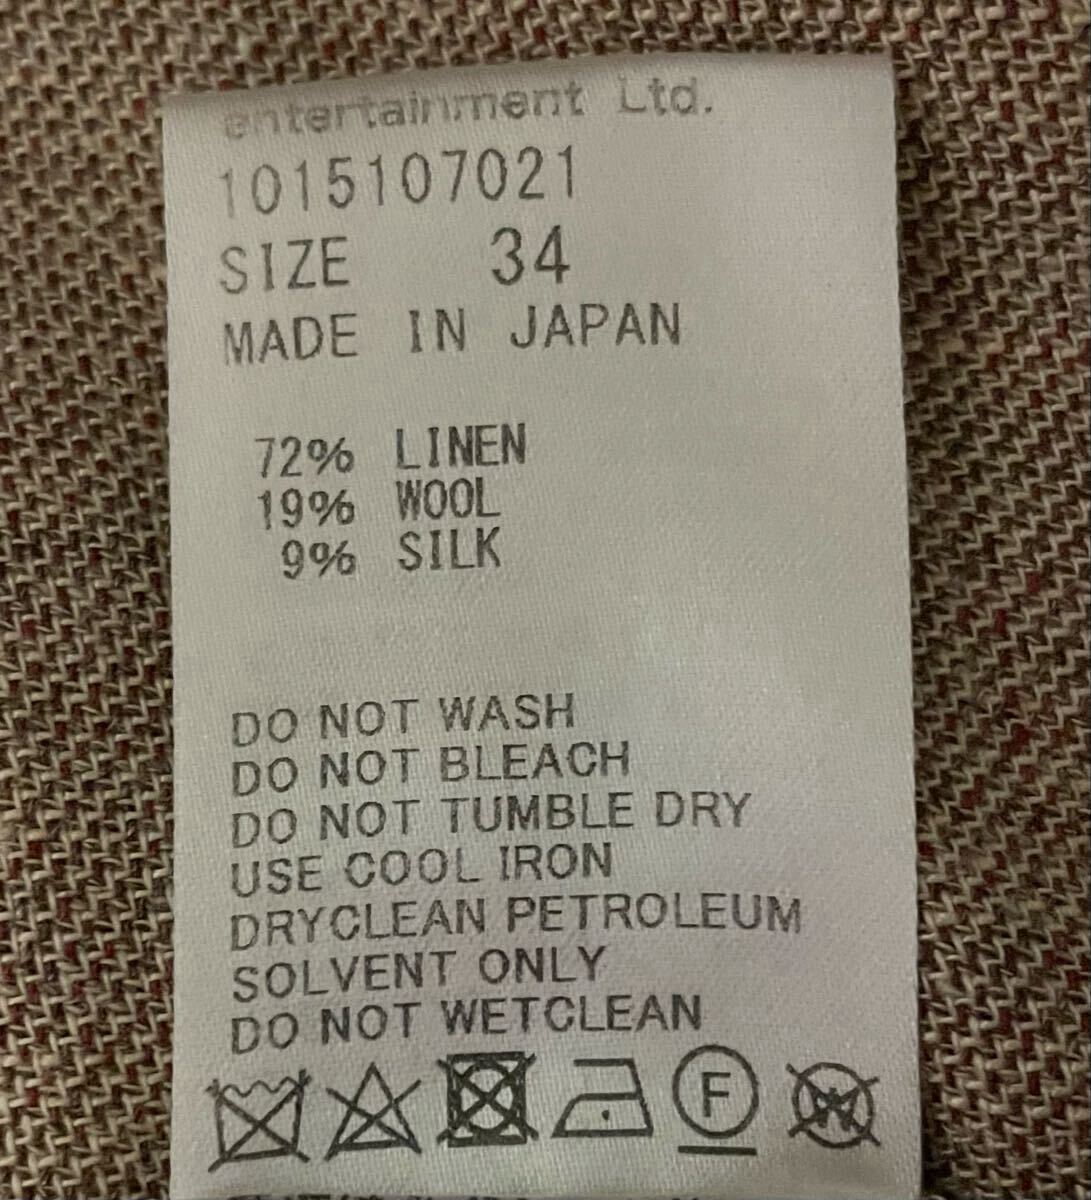 entertainment Ltd.
1015107021
SIZE 34
MADE IN JAPAN
72% LINEN
19% WOOL
9% SILK
DO NOT WASH
DO NOT BLEACH
DO NOT TUMBLE DRY
USE COOL IRON
DRYCLEAN PETROLEUM
SOLVENT ONLY
DO NOT WETCLEAN
F W